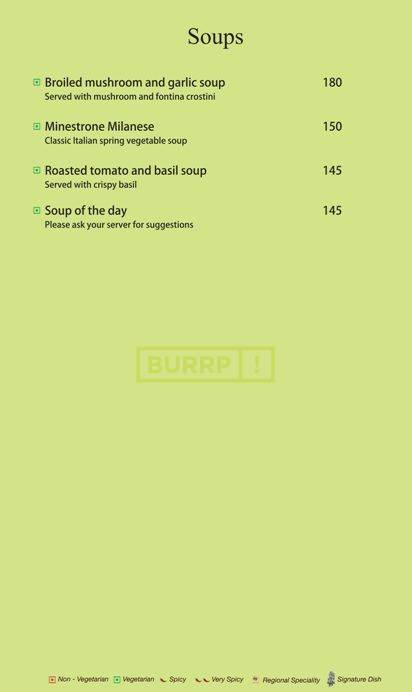 Soups
Broiled mushroom and garlic soup 180
Served with mushroom and fontina crostini
Minestrone Milanese 150
Classic Italian spring vegetable soup
Roasted tomato and basil soup 145
Served with crispy basil
Soup of the day 145
Please ask your server for suggestions
BURRP !
Non - Vegetarian Vegetarian Spicy Very Spicy Regional Speciality Signature Dish